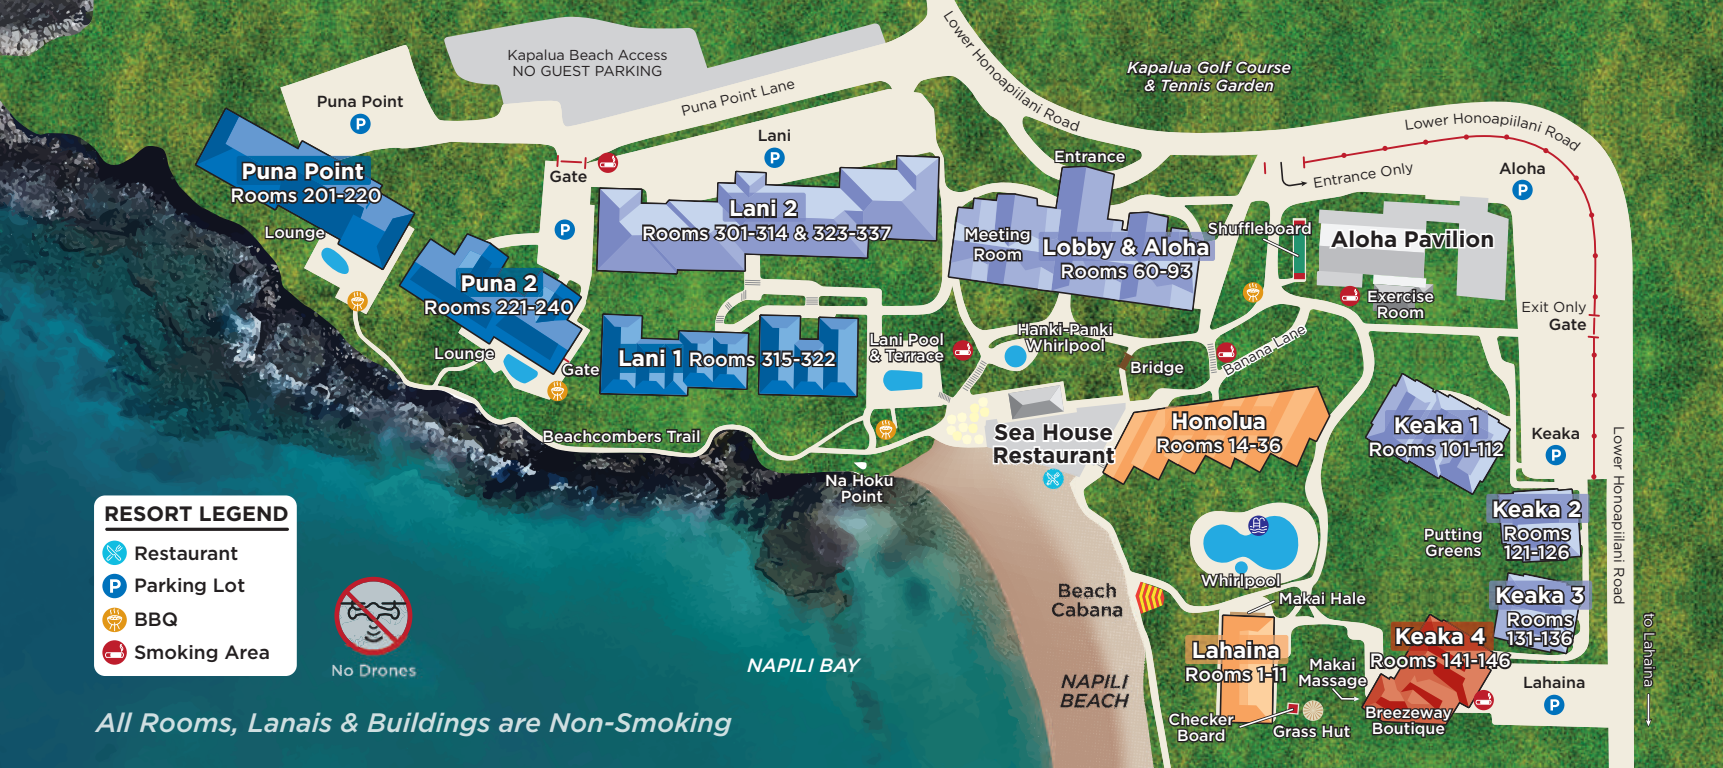 Kapalua Beach Access
NO GUEST PARKING
Puna Point Lane
Lower Honoapiilani Road
Kapalua Golf Course
& Tennis Garden
Lower Honoapiilani Road
Puna Point
P
Lani
P
Gate
P
Entrance
Entrance Only
Aloha
P
Puna Point
Rooms 201-220
Lounge
Lani 2
Rooms 301-314 & 323-337
Meeting
Room
Lobby & Aloha
Rooms 60-93
Shuffleboard
Aloha Pavilion
Exercise
Room
Exit Only
Gate
Puna 2
Rooms 221-240
Lounge
Gate
Lani 1 Rooms 315-322
Lani Pool
& Terrace
Hanki-Panki
Whirlpool
Bridge
Banana Lane
Beachcombers Trail
Na Hoku
Point
Sea House
Restaurant
Honolua
Rooms 14-36
Keaka 1
Rooms 101-112
Keaka
P
Lower Honoapiilani Road
Keaka 2
Rooms
121-126
Putting
Greens
Whirlpool
Keaka 3
Rooms
131-136
Beach
Cabana
Makai Hale
Lahaina
Rooms 1-11
Makai
Massage
Keaka 4
Rooms 141-146
Breezeway
Boutique
Lahaina
P
to Lahaina
Checker
Board
Grass Hut
NAPILI BAY
NAPILI
BEACH
RESORT LEGEND
Restaurant
P Parking Lot
BBQ
Smoking Area
No Drones
All Rooms, Lanais & Buildings are Non-Smoking